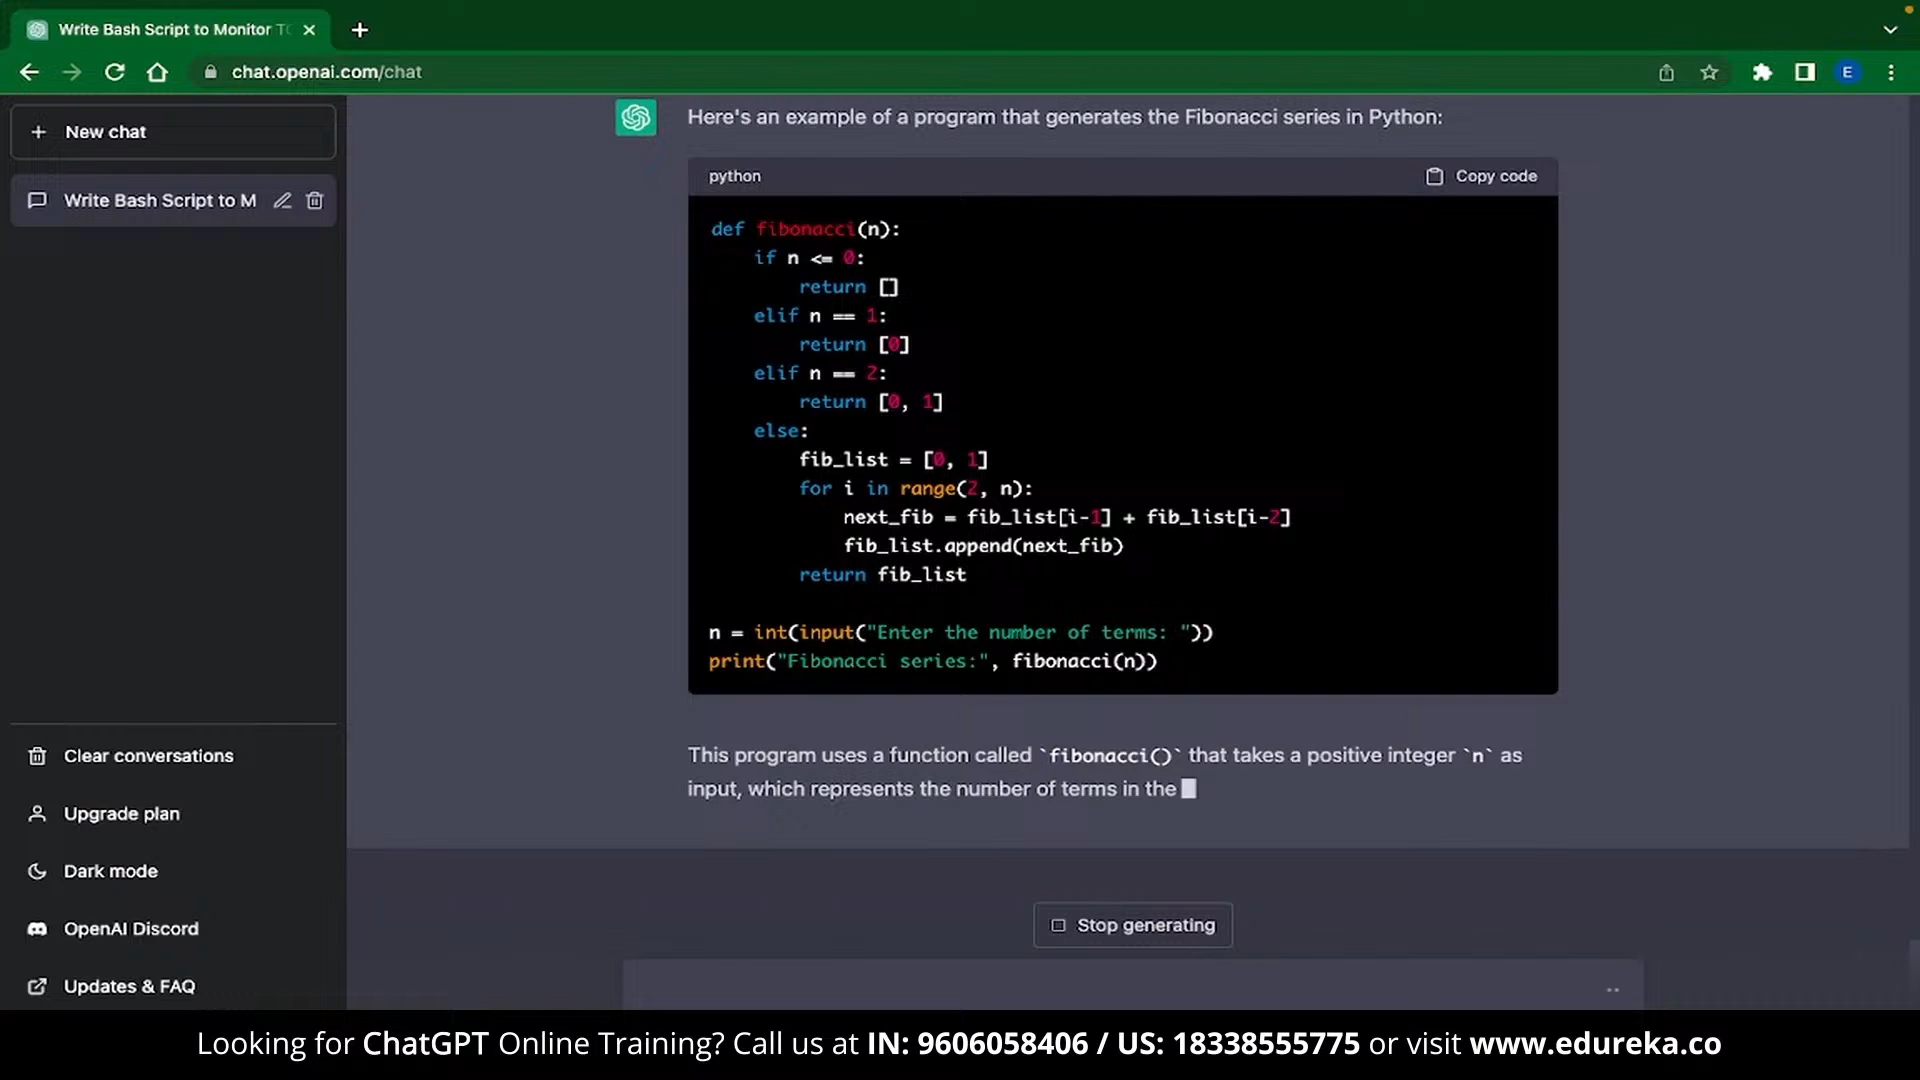 Write Bash Script to Monitor TC
chat.openai.com/chat
E
New chat
Write Bash Script to M
Clear conversations
Upgrade plan
Dark mode
OpenAI Discord
Updates & FAQ
Here's an example of a program that generates the Fibonacci series in Python:
python
Copy code
def fibonacci(n):
    if n <= 0:
        return []
    elif n == 1:
        return [0]
    elif n == 2:
        return [0, 1]
    else:
        fib_list = [0, 1]
        for i in range(2, n):
            next_fib = fib_list[i-1] + fib_list[i-2]
            fib_list.append(next_fib)
        return fib_list
n = int(input("Enter the number of terms: "))
print("Fibonacci series:", fibonacci(n))
This program uses a function called `fibonacci()` that takes a positive integer `n` as
input, which represents the number of terms in the
Stop generating
Looking for ChatGPT Online Training? Call us at IN: 9606058406 / US: 18338555775 or visit www.edureka.co